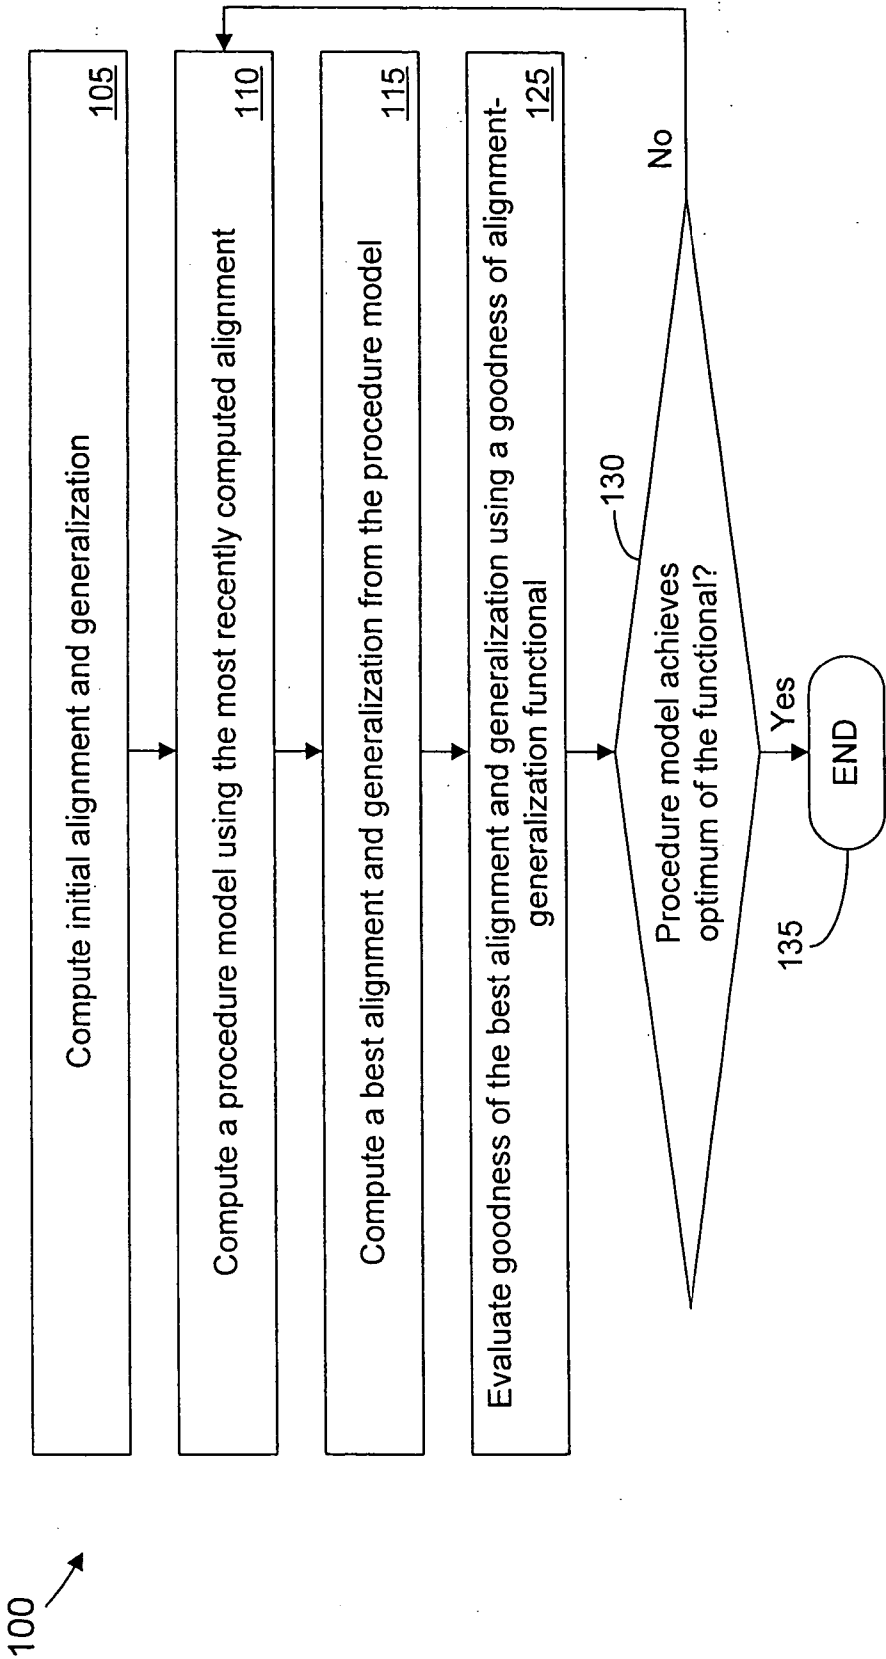 100
Compute initial alignment and generalization
105
Compute a procedure model using the most recently computed alignment
110
Compute a best alignment and generalization from the procedure model
115
Evaluate goodness of the best alignment and generalization using a goodness of alignment-
generalization functional
125
130
Procedure model achieves
optimum of the functional?
No
Yes
END
135